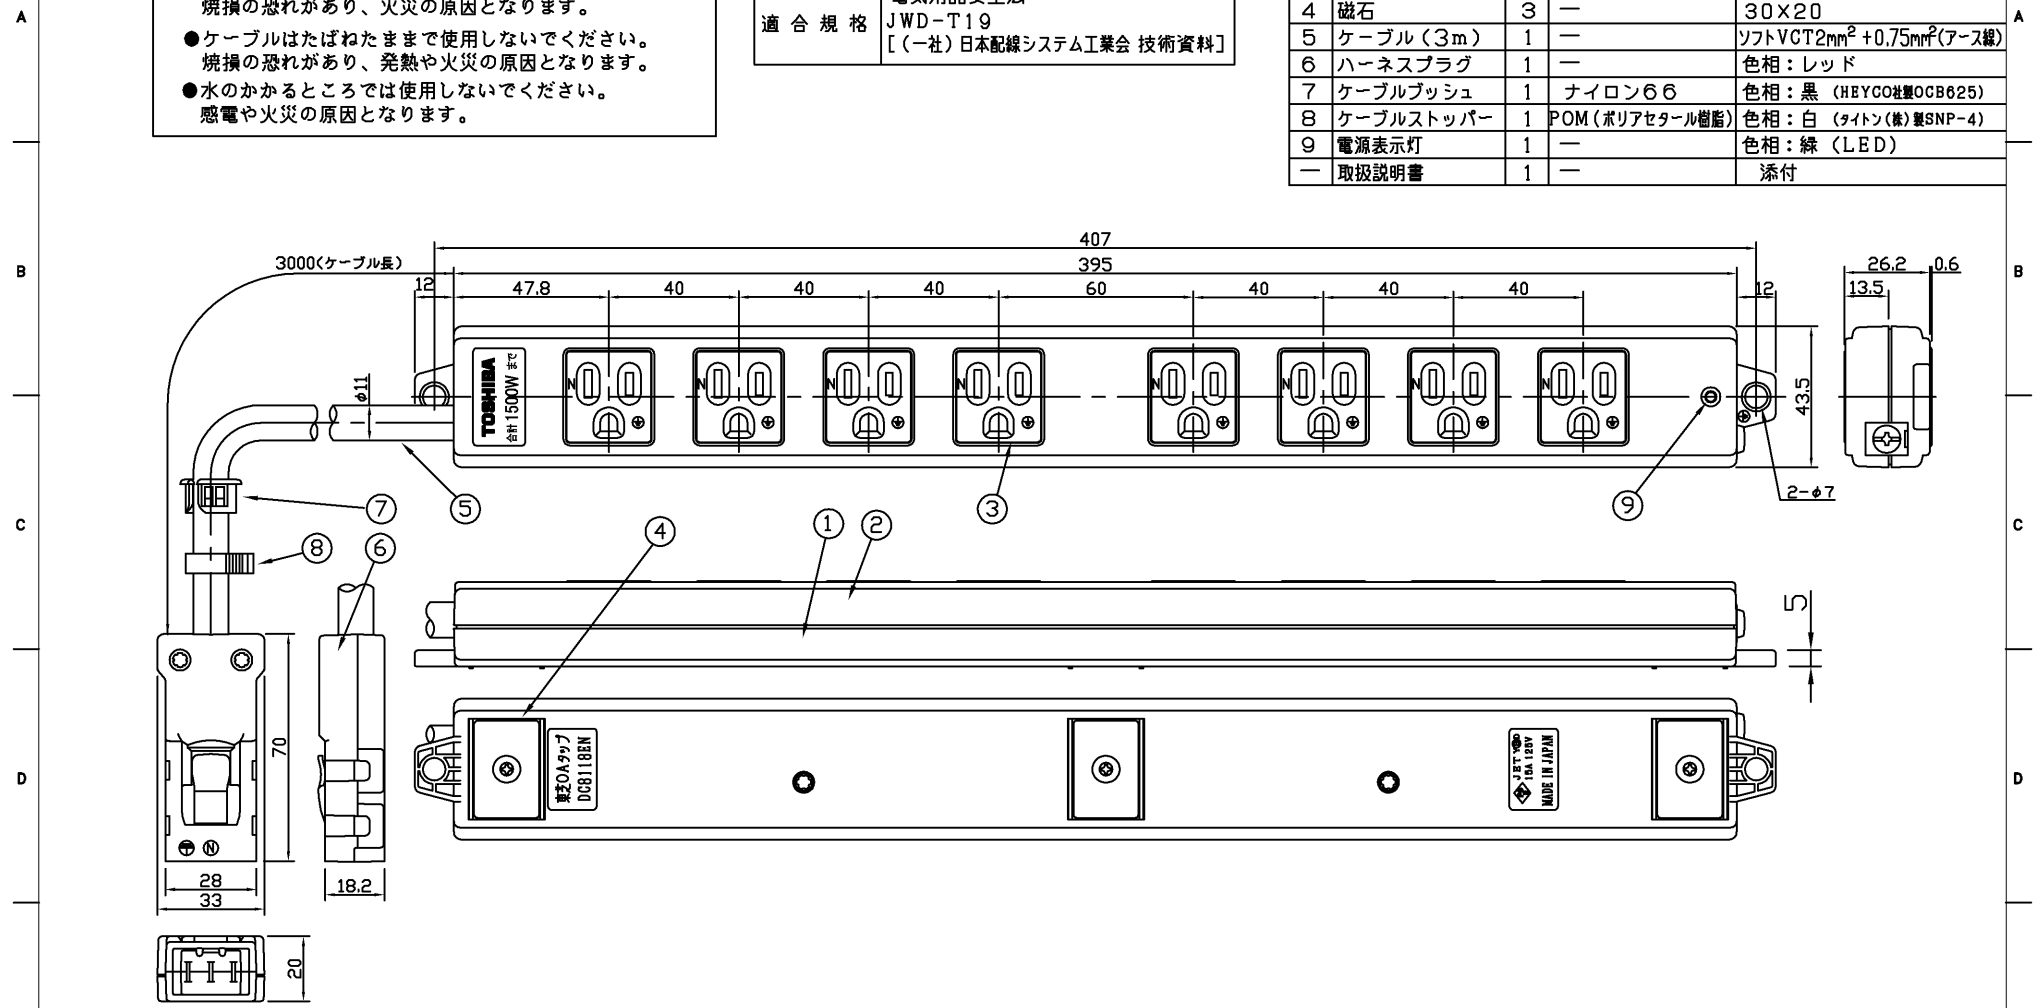 焼損の恐れがあり、火災の原因となります。
●ケーブルはたばねたままで使用しないでください。
焼損の恐れがあり、発熱や火災の原因となります。
●水のかかるところでは使用しないでください。
感電や火災の原因となります。
適合規格
JWD-T19
[(一社)日本配線システム工業会 技術資料]
4 磁石 3 — 30X20
5 ケーブル(3m) 1 — ソフトVCT2mm²+0.75mm²(アース線)
6 ハーネスプラグ 1 — 色相:レッド
7 ケーブルブッシュ 1 ナイロン66 色相:黒 (HEYCO社製OCB625)
8 ケーブルストッパー 1 POM(ポリアセタール樹脂) 色相:白 (タイトン(株)製SNP-4)
9 電源表示灯 1 — 色相:緑 (LED)
— 取扱説明書 1 — 添付
A
A
B
B
C
C
D
D
407
3000(ケーブル長)
395
12 47.8 40 40 40 60 40 40 40 12
26.2 0.6
13.5
φ11
TOSHIBA
合計1500Wまで
N N N N N N N N
43.5
2-φ7
7 5 3 9
8 6 4 1 2
5
70
東芝OAタップ
DC8118EN
JET
15A 125V
MADE IN JAPAN
N
28
33
18.2
20